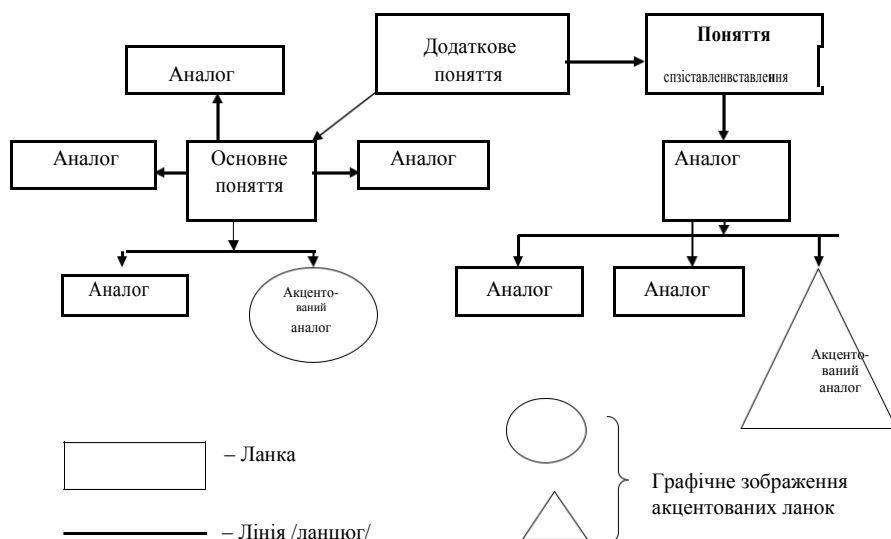 Додаткове
поняття
Поняття
спзіставленвставлення
Аналог
Аналог
Основне
поняття
Аналог
Аналог
Аналог
Акценто-
ваний
аналог
Аналог
Аналог
Аналог
Акценто-
ваний
аналог
– Ланка
Графічне зображення
акцентованих ланок
– Лінія /ланцюг/